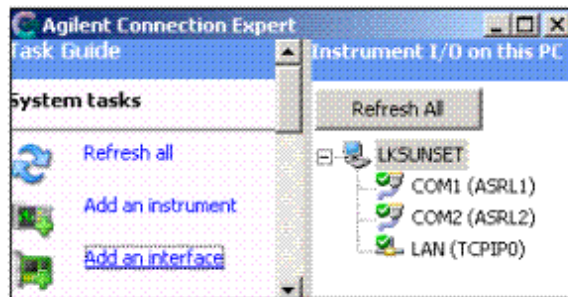 Agilent Connection Expert
Task Guide
System tasks
Refresh all
Add an instrument
Add an interface
Instrument I/O on this PC
Refresh All
LKSUNSET
COM1 (ASRL1)
COM2 (ASRL2)
LAN (TCPIP0)